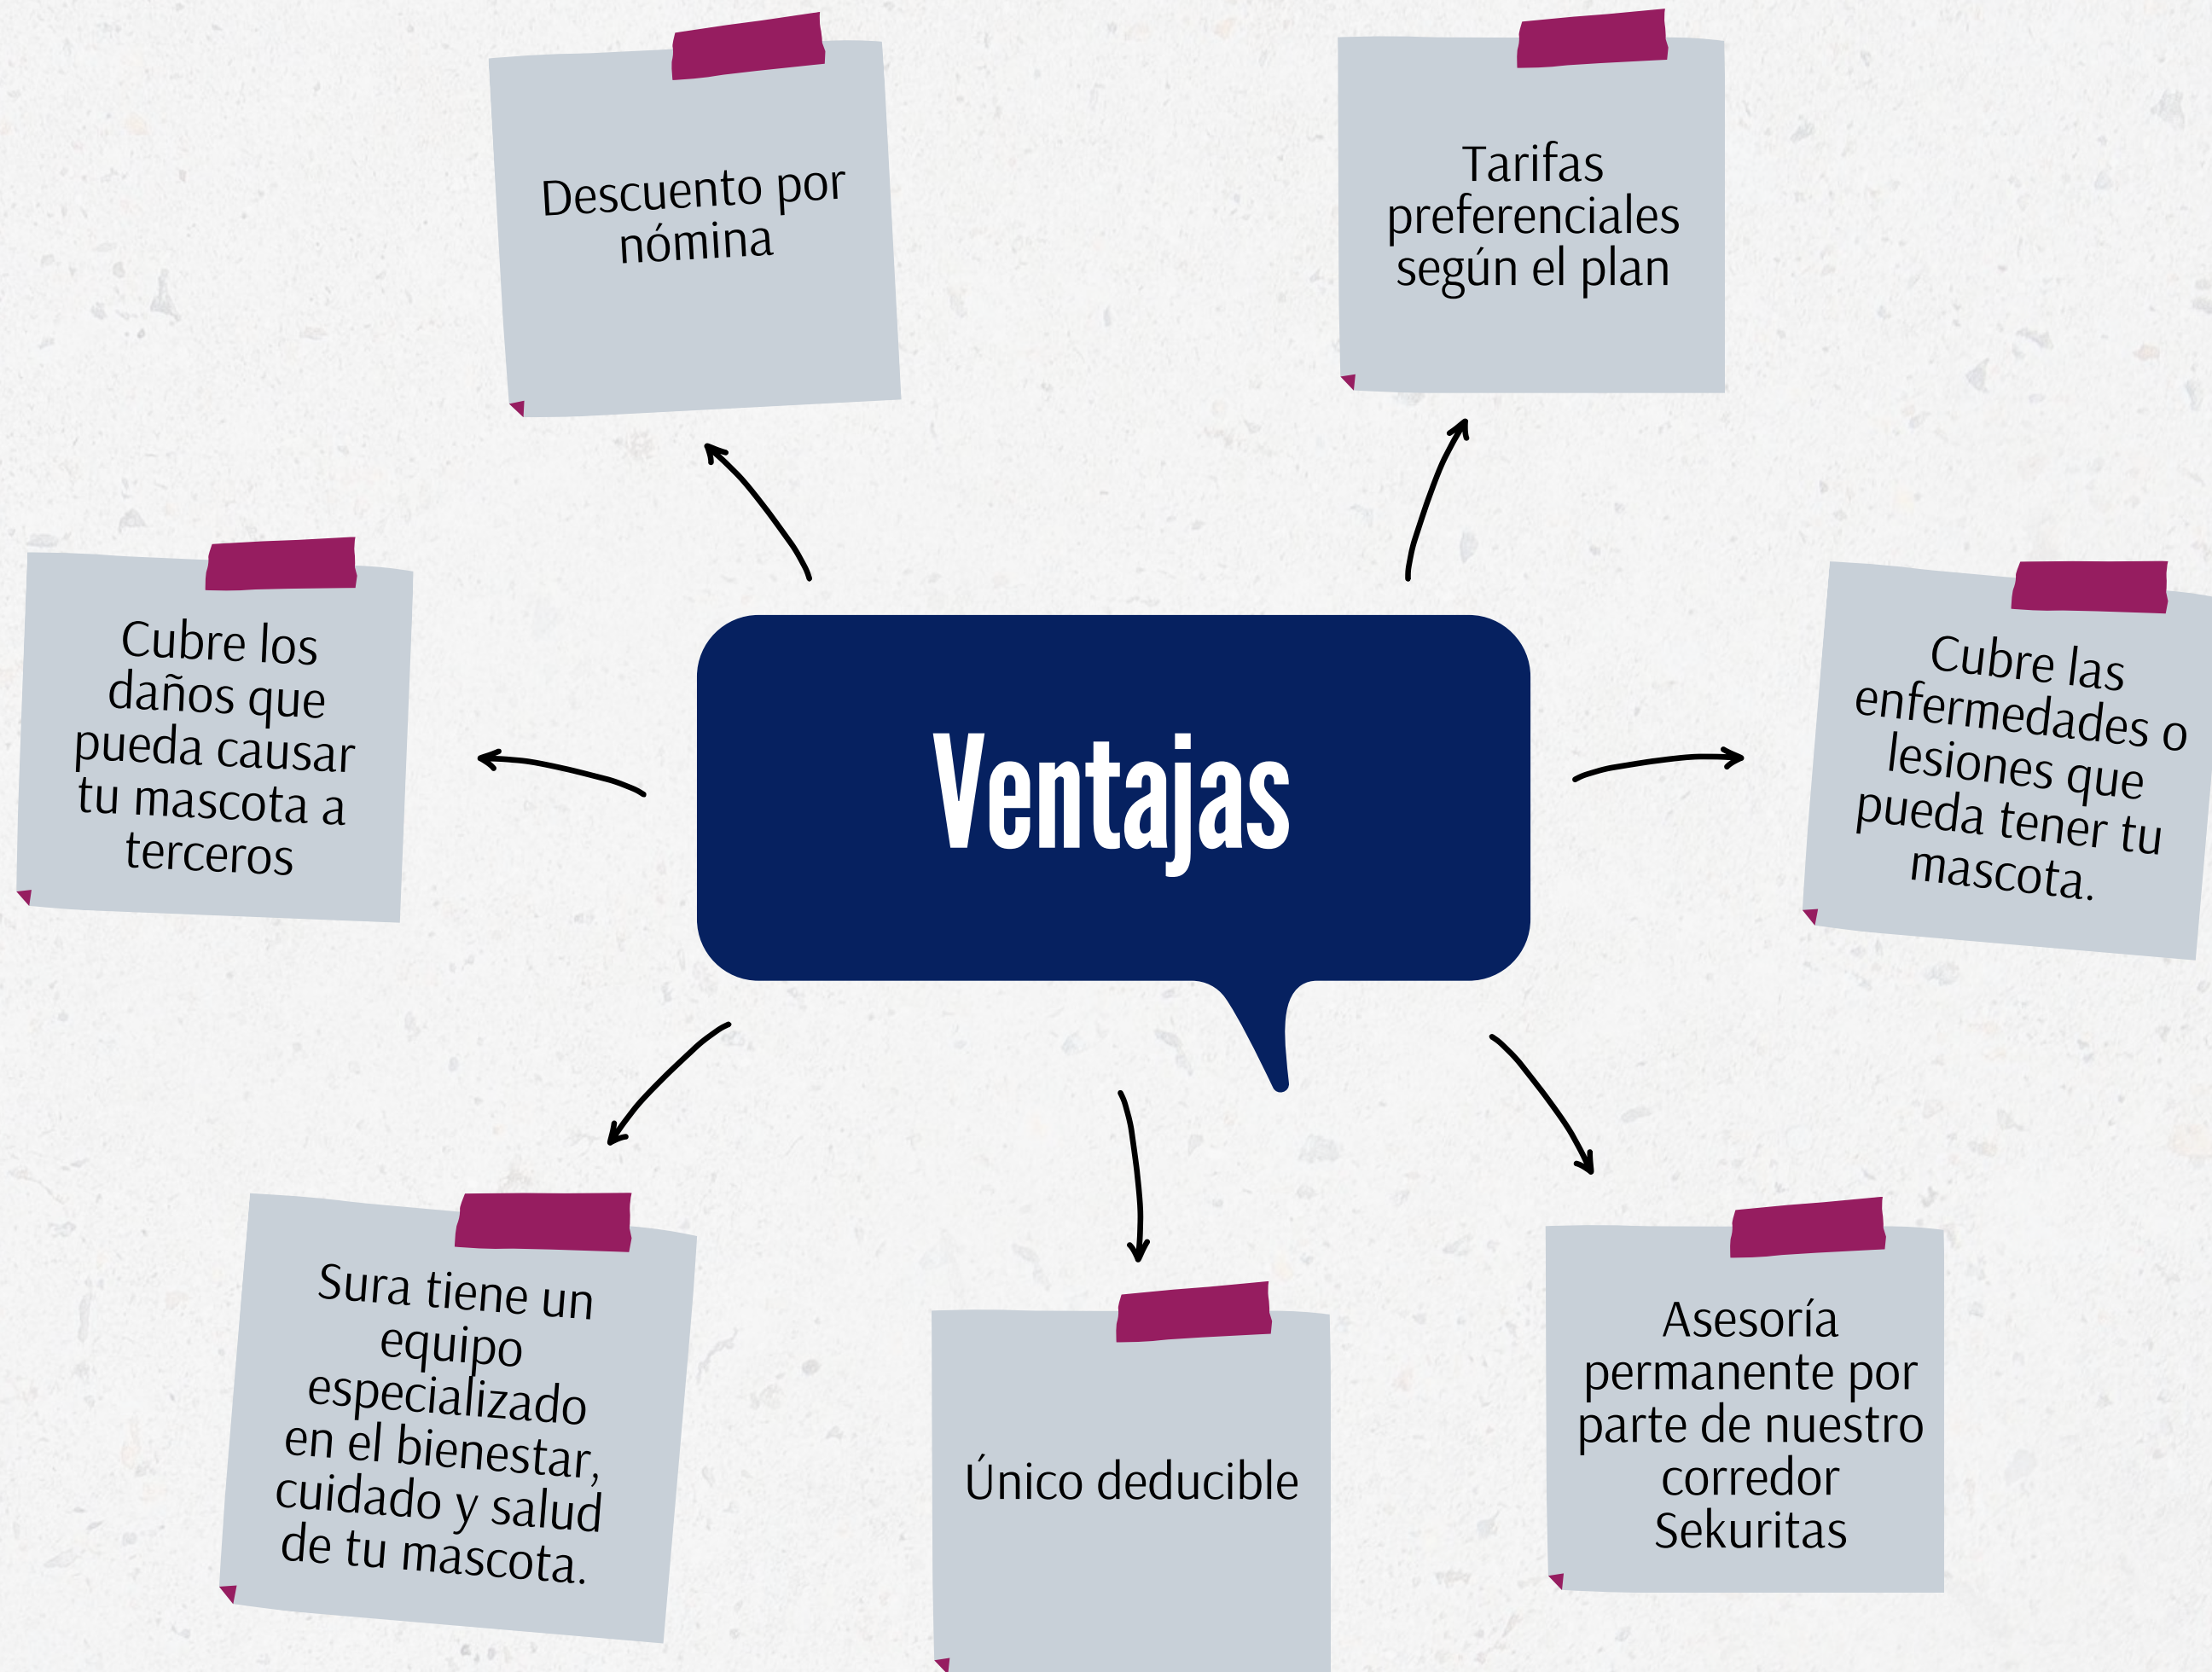 Descuento por
nómina
Tarifas
preferenciales
según el plan
Cubre los
daños que
pueda causar
tu mascota a
terceros
Ventajas
Cubre las
enfermedades o
lesiones que
pueda tener tu
mascota.
Sura tiene un
equipo
especializado
en el bienestar,
cuidado y salud
de tu mascota.
Único deducible
Asesoría
permanente por
parte de nuestro
corredor
Sekuritas